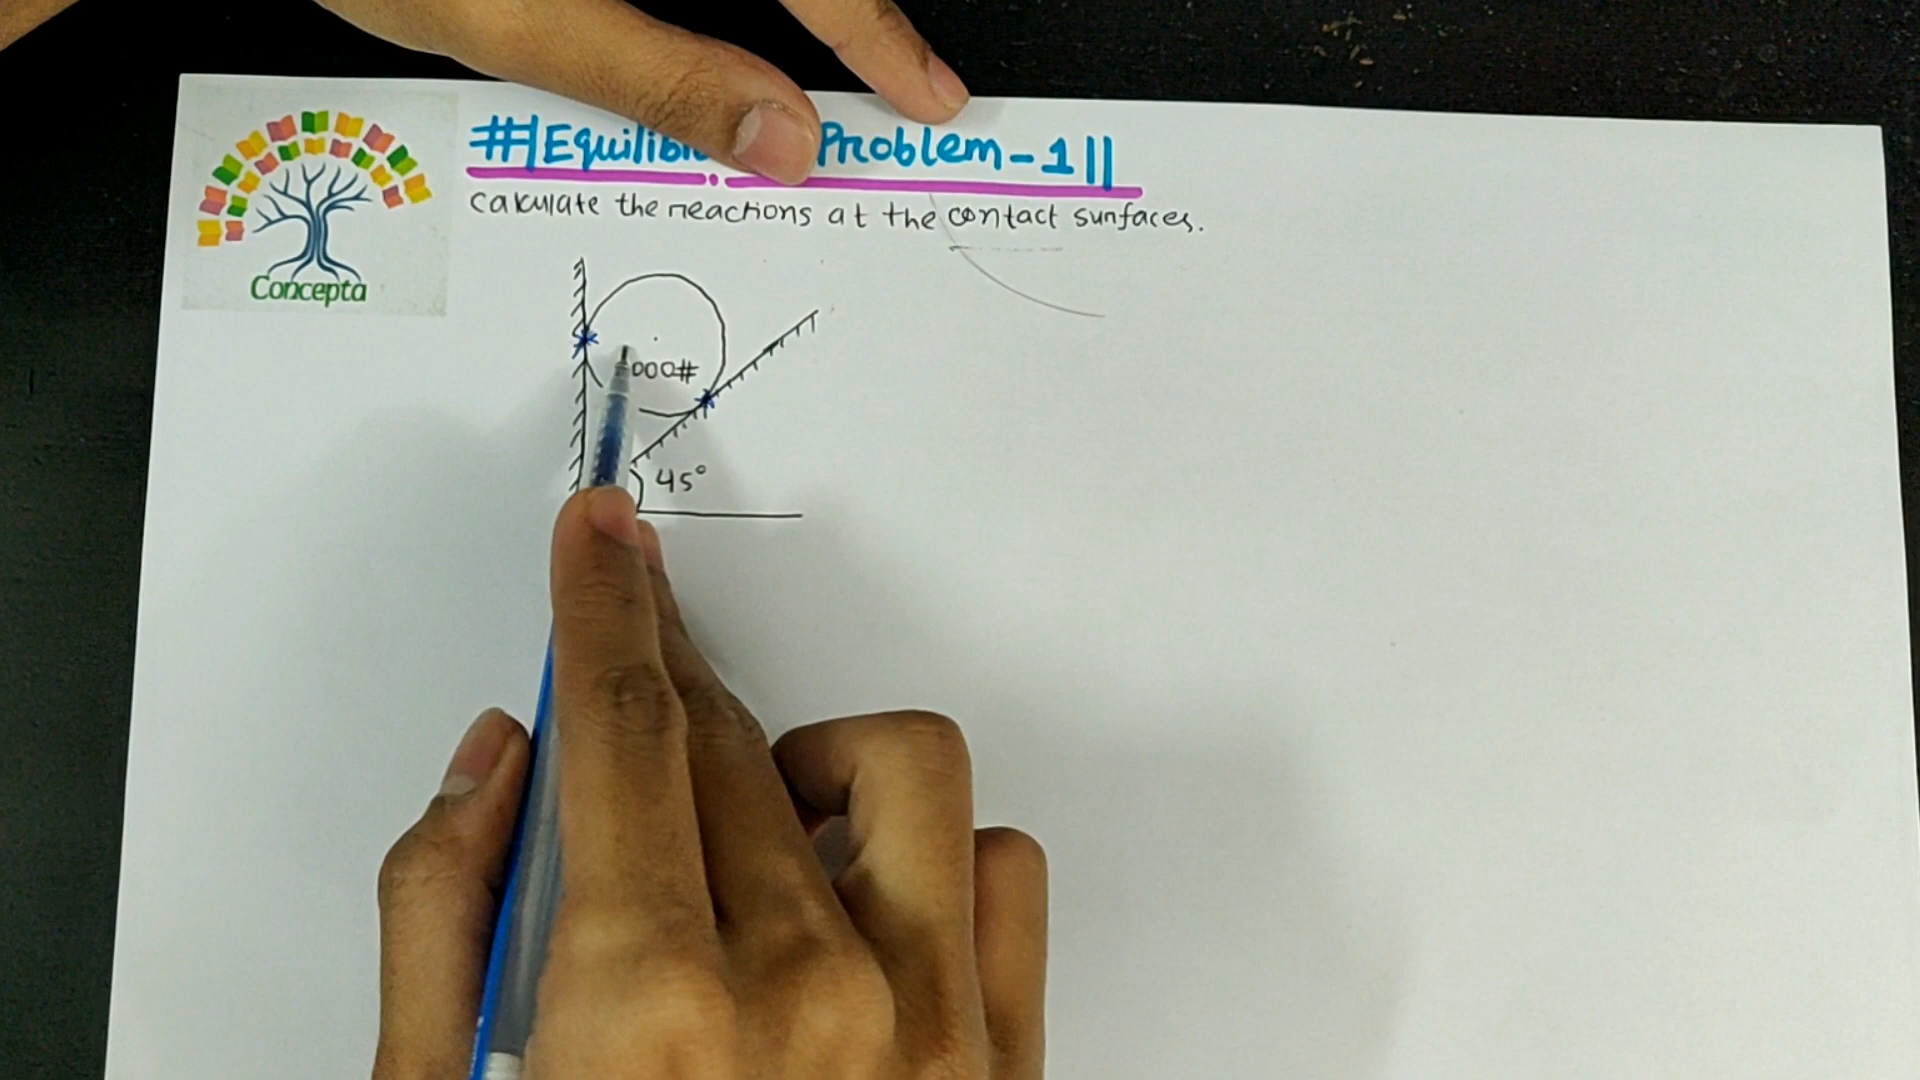 #||Equilib Problem-1||
calculate the reactions at the contact surfaces.
Concepta
000#
45°